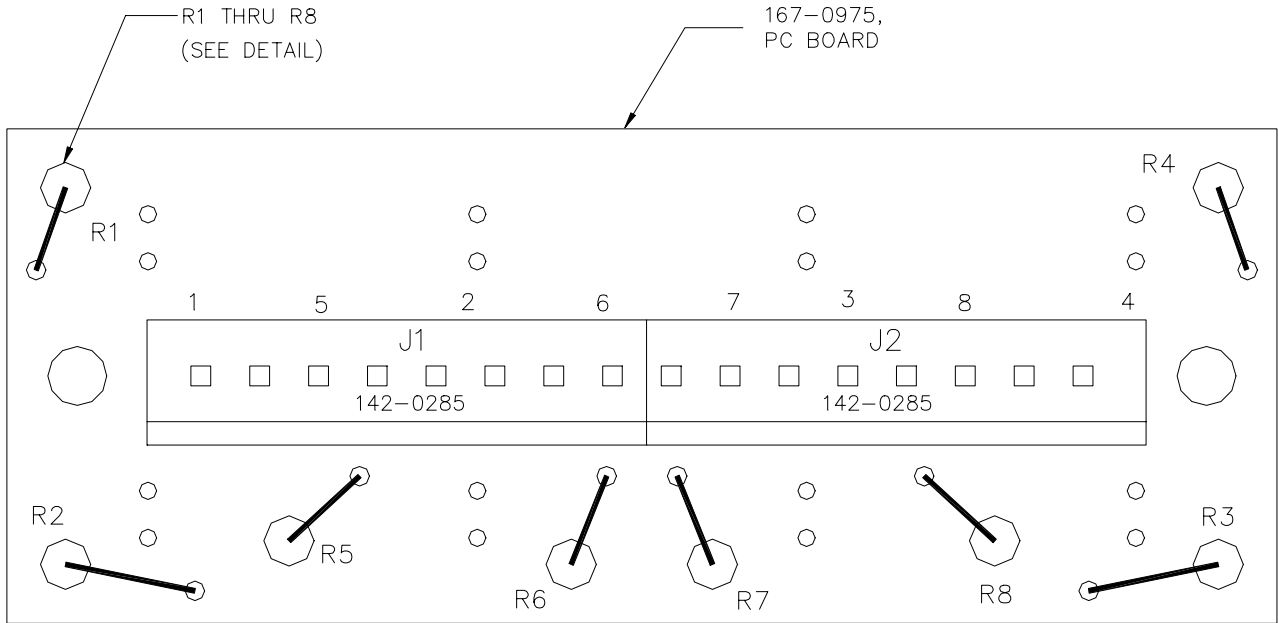 R1 THRU R8
(SEE DETAIL)
167-0975,
PC BOARD
R4
R1
1 5 2 6 7 3 8 4
J1 J2
142-0285 142-0285
R2 R3
R5
R6 R7 R8